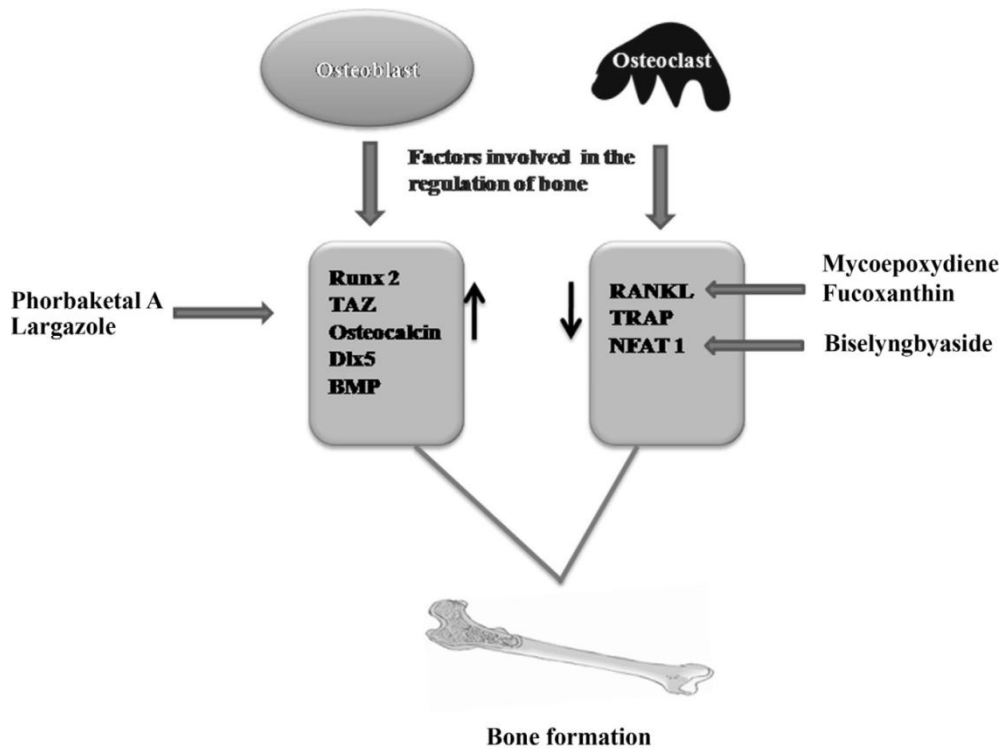 Osteoblast
Osteoclast
Factors involved in the
regulation of bone
Phorbaketal A
Largazole
Runx 2
TAZ
Osteocalcin
Dlx5
BMP
RANKL
TRAP
NFAT 1
Mycoepoxydiene
Fucoxanthin
Biselyngbyaside
Bone formation